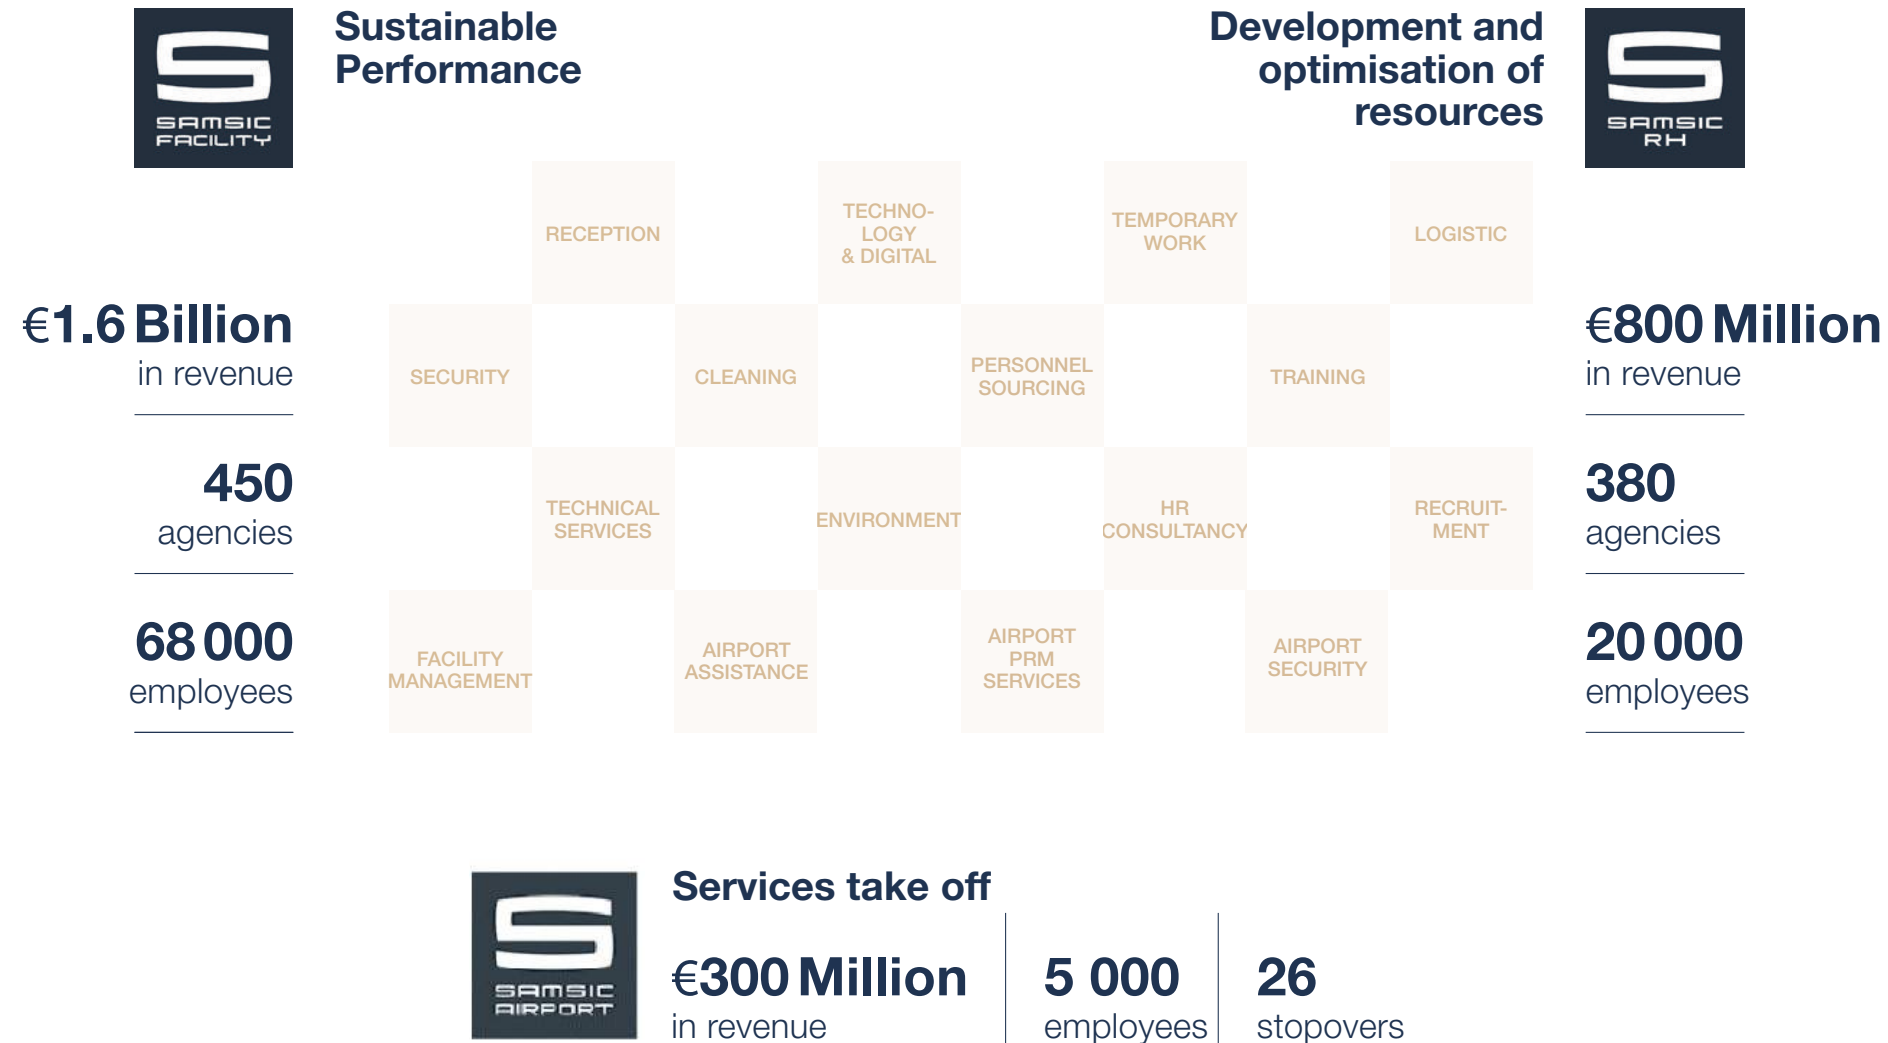 SAMSIC
FACILITY
Sustainable
Performance
Development and
optimisation of
resources
SAMSIC
RH
€1.6 Billion
in revenue
450
agencies
68 000
employees
RECEPTION
TECHNO-
LOGY
& DIGITAL
TEMPORARY
WORK
LOGISTIC
SECURITY
CLEANING
PERSONNEL
SOURCING
TRAINING
TECHNICAL
SERVICES
ENVIRONMENT
HR
CONSULTANCY
RECRUIT-
MENT
FACILITY
MANAGEMENT
AIRPORT
ASSISTANCE
AIRPORT
PRM
SERVICES
AIRPORT
SECURITY
€800 Million
in revenue
380
agencies
20 000
employees
SAMSIC
AIRPORT
Services take off
€300 Million
in revenue
5 000
employees
26
stopovers